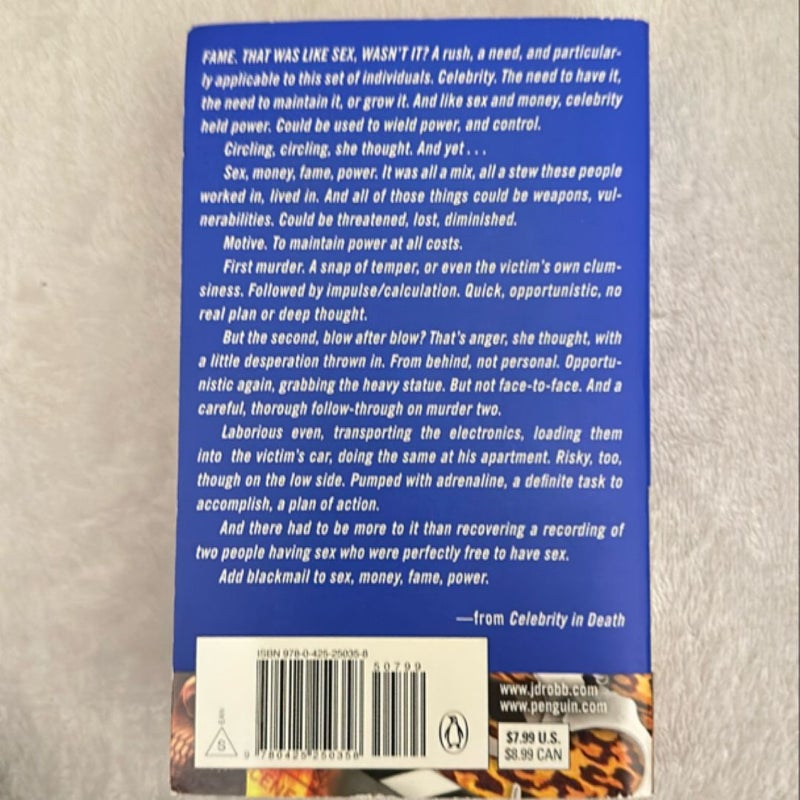 FAME. THAT WAS LIKE SEX, WASN'T IT? A rush, a need, and particular-
ly applicable to this set of individuals. Celebrity. The need to have it,
the need to maintain it, or grow it. And like sex and money, celebrity
held power. Could be used to wield power, and control.
Circling, circling, she thought. And yet . . .
Sex, money, fame, power. It was all a mix, all a stew these people
worked in, lived in. And all of those things could be weapons, vul-
nerabilities. Could be threatened, lost, diminished.
Motive. To maintain power at all costs.
First murder. A snap of temper, or even the victim's own clum-
siness. Followed by impulse/calculation. Quick, opportunistic, no
real plan or deep thought.
But the second, blow after blow? That's anger, she thought, with
a little desperation thrown in. From behind, not personal. Opportu-
nistic again, grabbing the heavy statue. But not face-to-face. And a
careful, thorough follow-through on murder two.
Laborious even, transporting the electronics, loading them
into the victim's car, doing the same at his apartment. Risky, too,
though on the low side. Pumped with adrenaline, a definite task to
accomplish, a plan of action.
And there had to be more to it than recovering a recording of
two people having sex who were perfectly free to have sex.
Add blackmail to sex, money, fame, power.
—from Celebrity in Death
ISBN 978-0-425-25035-8
50799
EAN
S
9 780425 250358
www.jdrobb.com
www.penguin.com
$7.99 U.S.
$8.99 CAN